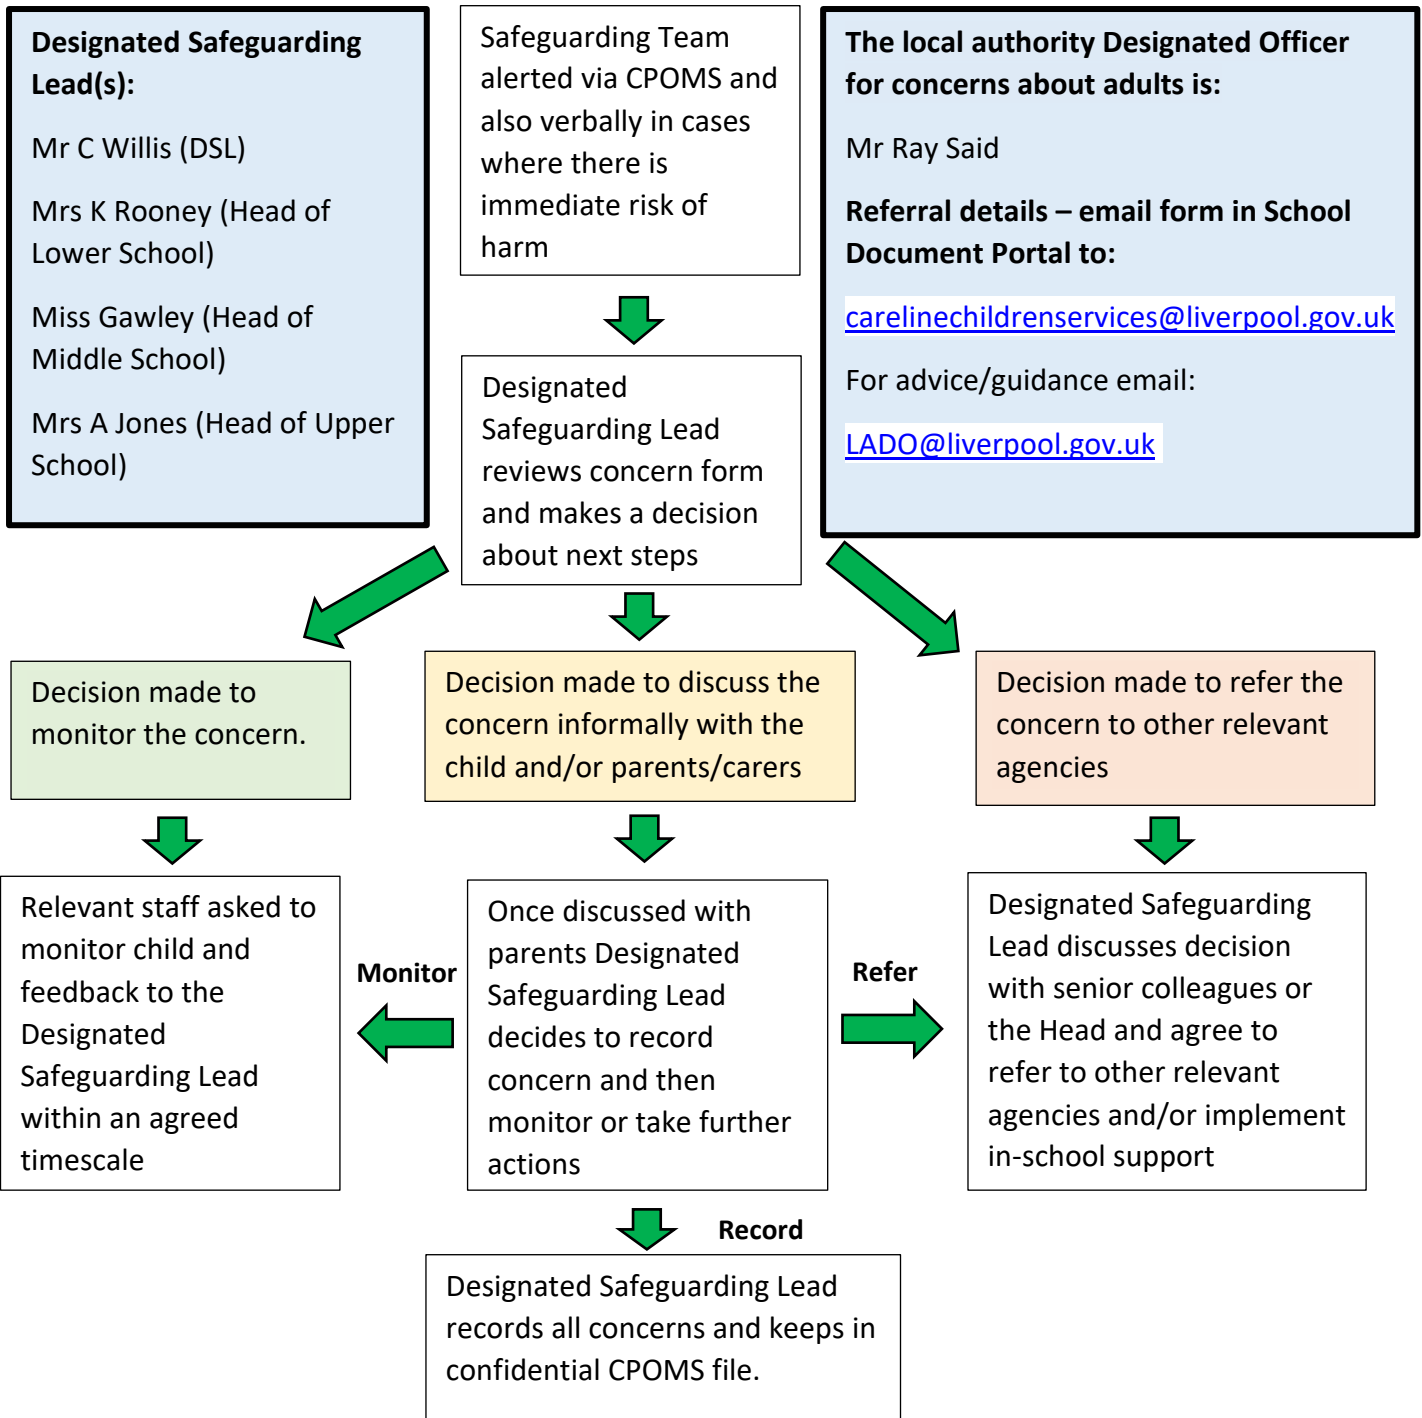 Designated Safeguarding
Lead(s):
Mr C Willis (DSL)
Mrs K Rooney (Head of
Lower School)
Miss Gawley (Head of
Middle School)
Mrs A Jones (Head of Upper
School)
Safeguarding Team
alerted via CPOMS and
also verbally in cases
where there is
immediate risk of
harm
The local authority Designated Officer
for concerns about adults is:
Mr Ray Said
Referral details – email form in School
Document Portal to:
carelinechildrenservices@liverpool.gov.uk
For advice/guidance email:
LADO@liverpool.gov.uk
Designated
Safeguarding Lead
reviews concern form
and makes a decision
about next steps
Decision made to
monitor the concern.
Decision made to discuss the
concern informally with the
child and/or parents/carers
Decision made to refer the
concern to other relevant
agencies
Relevant staff asked to
monitor child and
feedback to the
Designated
Safeguarding Lead
within an agreed
timescale
Monitor
Once discussed with
parents Designated
Safeguarding Lead
decides to record
concern and then
monitor or take further
actions
Refer
Designated Safeguarding
Lead discusses decision
with senior colleagues or
the Head and agree to
refer to other relevant
agencies and/or implement
in-school support
Record
Designated Safeguarding Lead
records all concerns and keeps in
confidential CPOMS file.